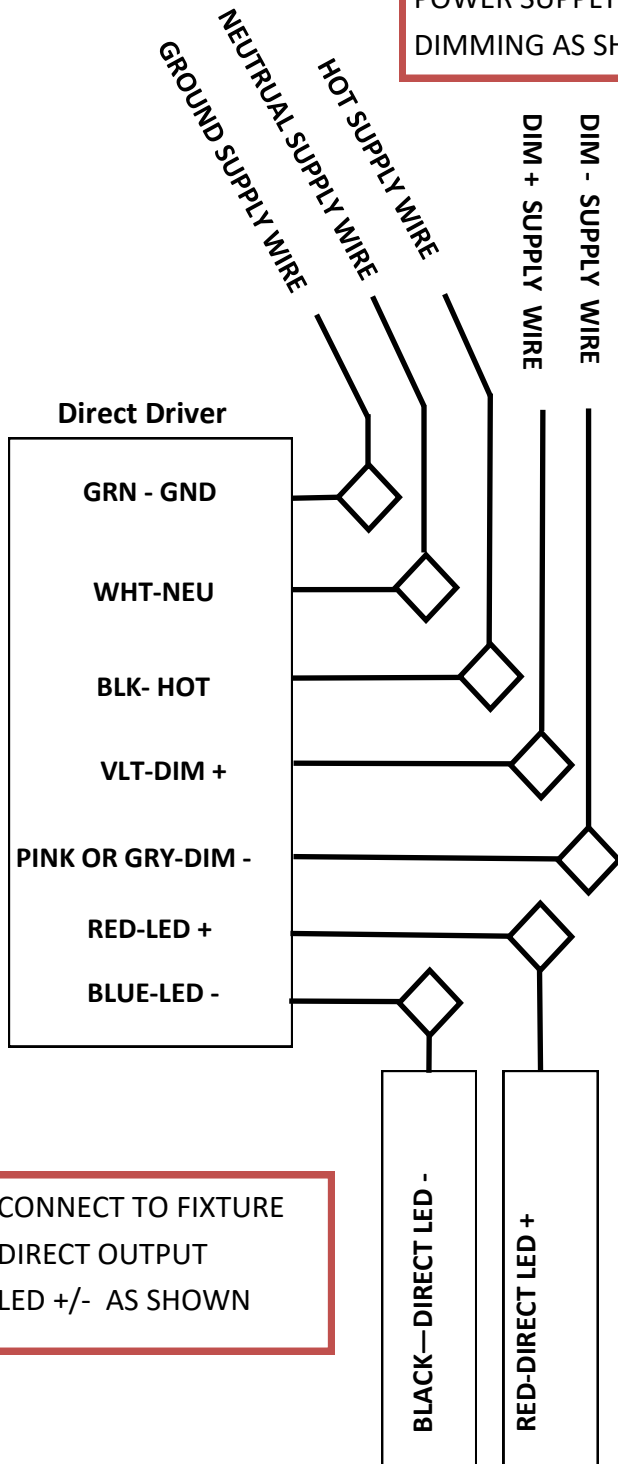 POWER SUPPLY
DIMMING AS SH
GROUND SUPPLY WIRE
NEUTRUAL SUPPLY WIRE
HOT SUPPLY WIRE
DIM + SUPPLY WIRE
DIM - SUPPLY WIRE
Direct Driver
GRN - GND
WHT-NEU
BLK- HOT
VLT-DIM +
PINK OR GRY-DIM -
RED-LED +
BLUE-LED -
CONNECT TO FIXTURE
DIRECT OUTPUT
LED +/- AS SHOWN
BLACK—DIRECT LED -
RED-DIRECT LED +